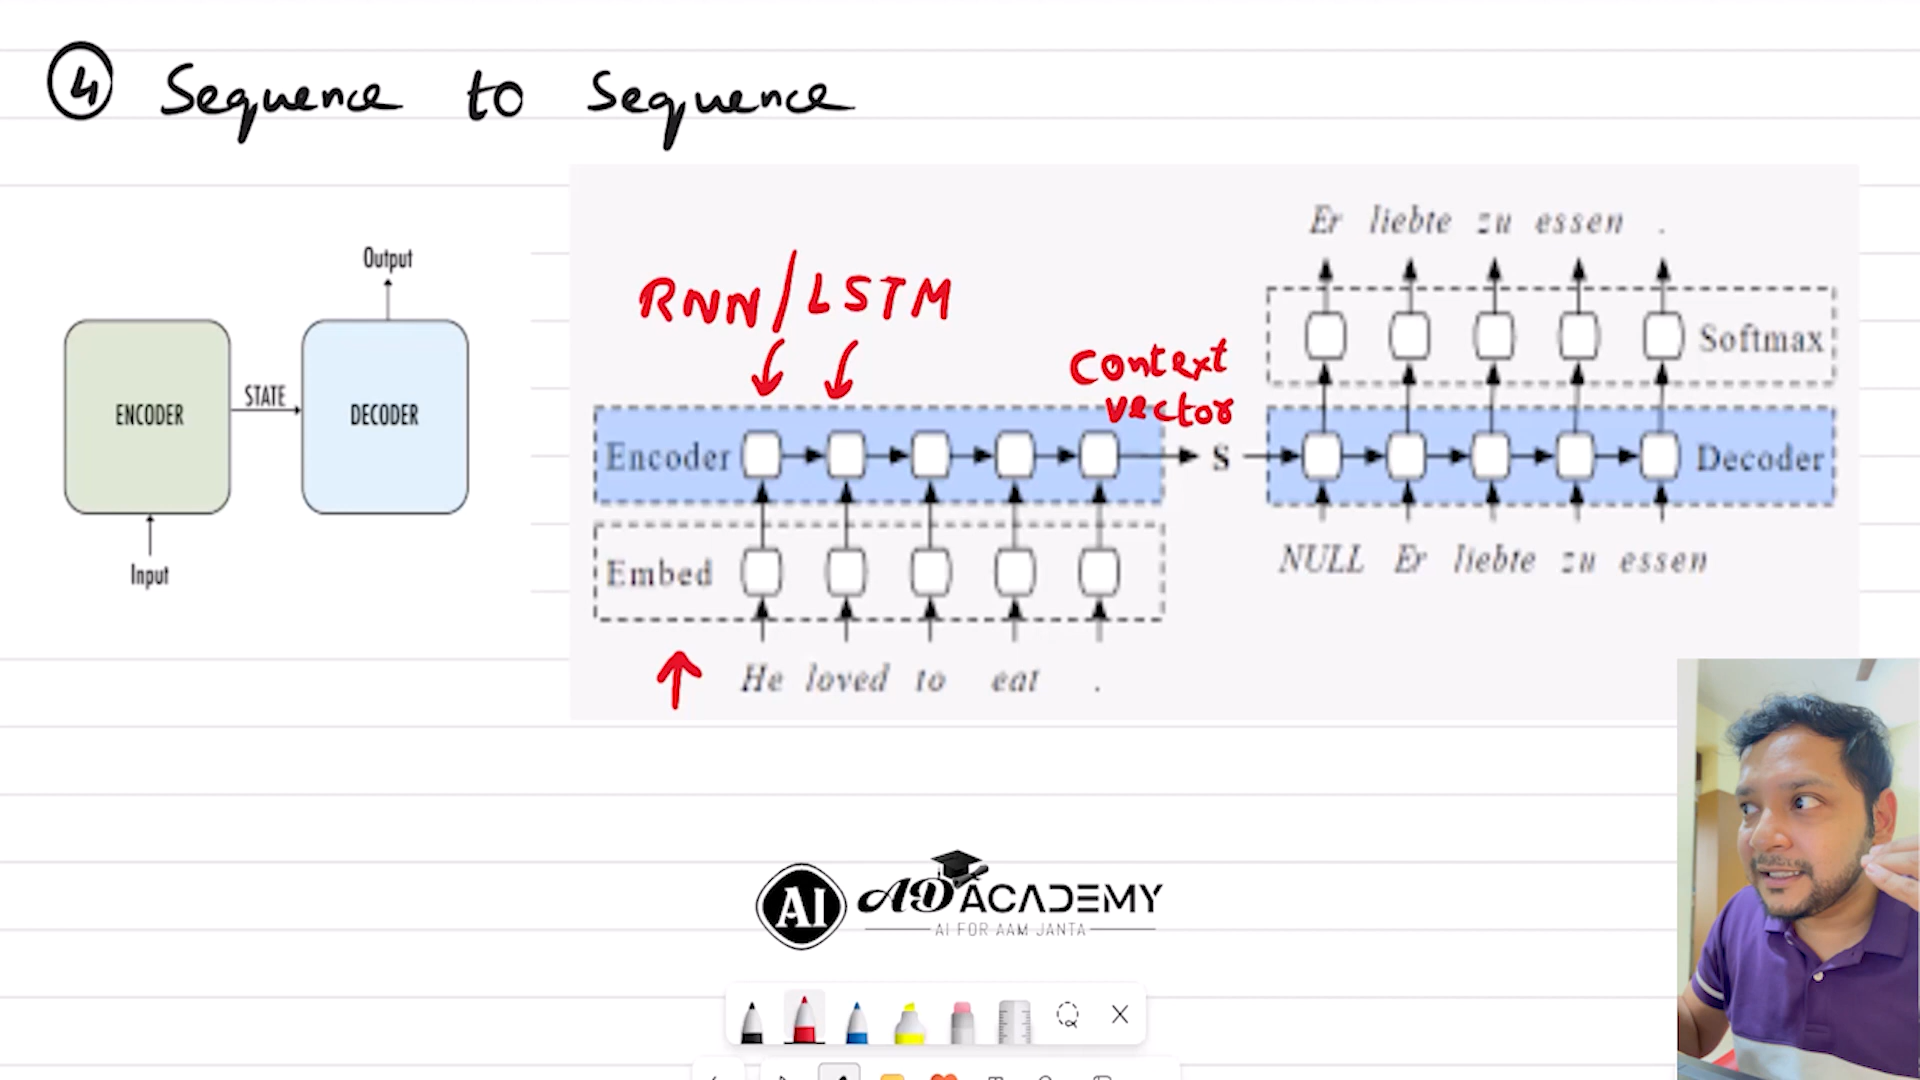 4 Sequence to Sequence
Output
ENCODER
STATE
DECODER
Input
RNN/LSTM
Context
vector
Er liebte zu essen .
Softmax
Encoder
S
Decoder
Embed
NULL Er liebte zu essen
He loved to eat .
AI AD ACADEMY
AI FOR AAM JANTA